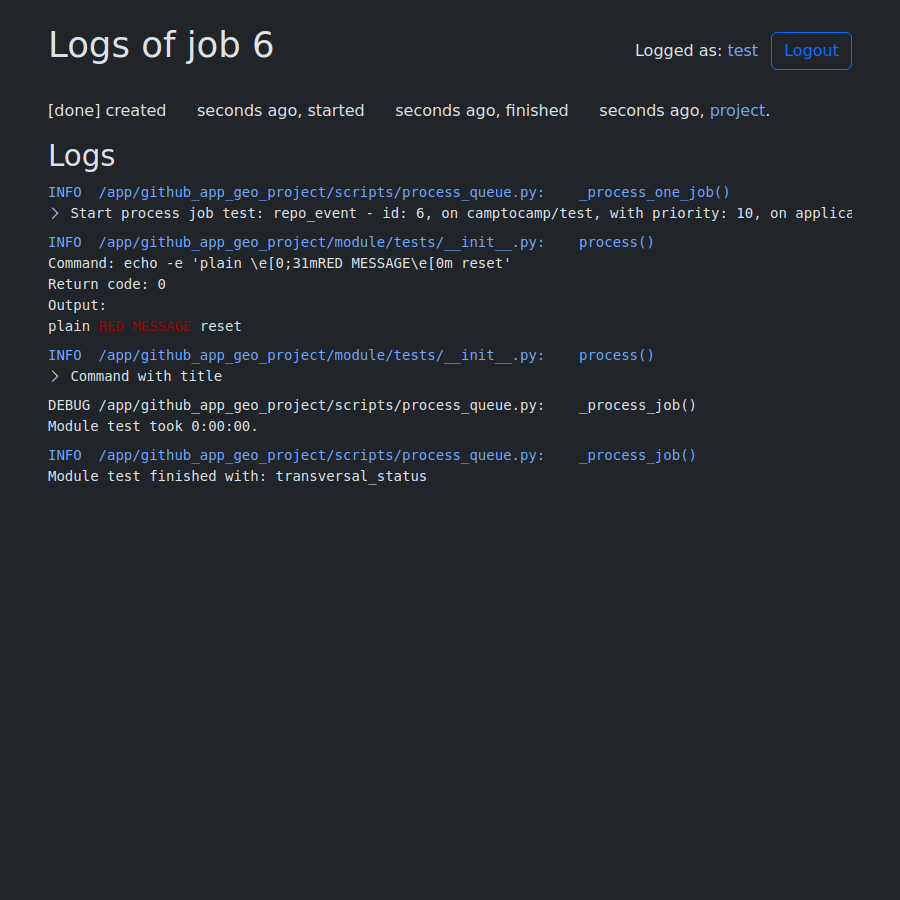 Logs of job 6
Logged as: test
Logout
[done] created seconds ago, started seconds ago, finished seconds ago, project.
Logs
INFO /app/github_app_geo_project/scripts/process_queue.py: _process_one_job()
Start process job test: repo_event - id: 6, on camptocamp/test, with priority: 10, on applica
INFO /app/github_app_geo_project/module/tests/__init__.py: process()
Command: echo -e 'plain \e[0;31mRED MESSAGE\e[0m reset'
Return code: 0
Output:
plain RED MESSAGE reset
INFO /app/github_app_geo_project/module/tests/__init__.py: process()
Command with title
DEBUG /app/github_app_geo_project/scripts/process_queue.py: _process_job()
Module test took 0:00:00.
INFO /app/github_app_geo_project/scripts/process_queue.py: _process_job()
Module test finished with: transversal_status